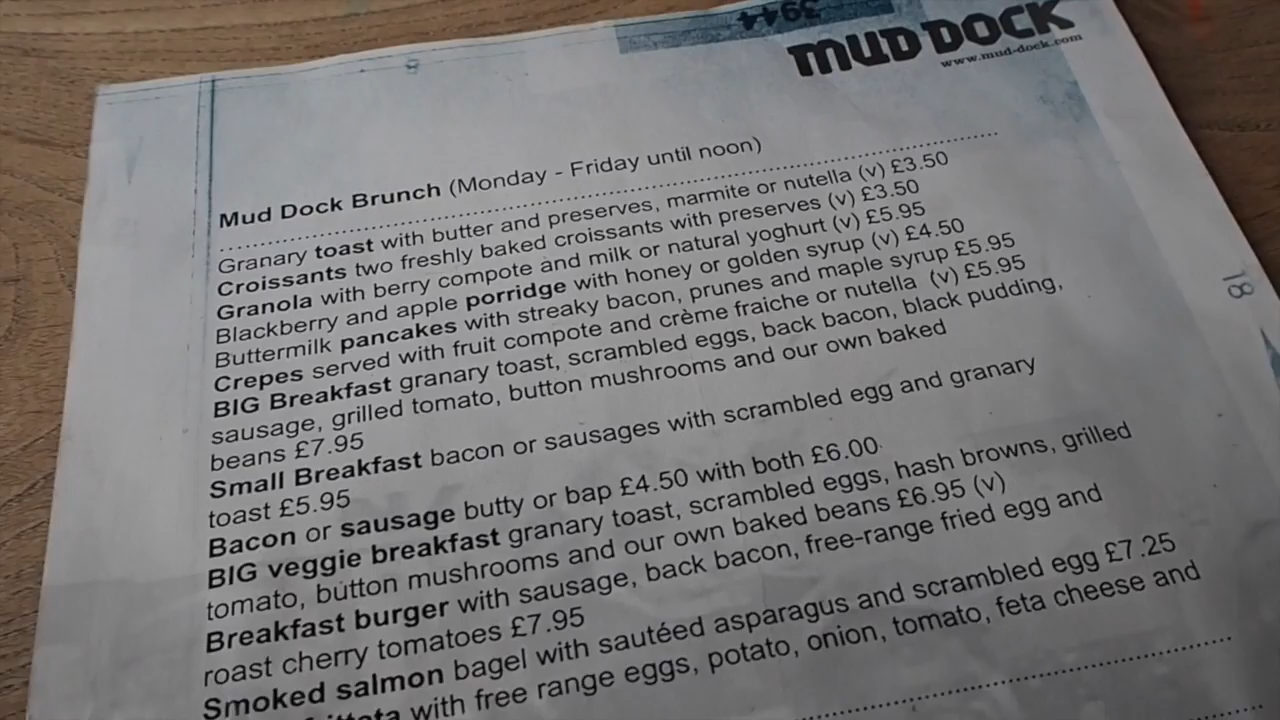 3944
MUD DOCK
www.mud-dock.com
Mud Dock Brunch (Monday - Friday until noon)
Granary toast with butter and preserves, marmite or nutella (v) £3.50
Croissants two freshly baked croissants with preserves (v) £3.50
Granola with berry compote and milk or natural yoghurt (v) £5.95
Blackberry and apple porridge with honey or golden syrup (v) £4.50
Buttermilk pancakes with streaky bacon, prunes and maple syrup £5.95
Crepes served with fruit compote and crème fraiche or nutella (v) £5.95
BIG Breakfast granary toast, scrambled eggs, back bacon, black pudding,
sausage, grilled tomato, button mushrooms and our own baked
beans £7.95
Small Breakfast bacon or sausages with scrambled egg and granary
toast £5.95
Bacon or sausage butty or bap £4.50 with both £6.00
BIG veggie breakfast granary toast, scrambled eggs, hash browns, grilled
tomato, button mushrooms and our own baked beans £6.95 (v)
Breakfast burger with sausage, back bacon, free-range fried egg and
roast cherry tomatoes £7.95
Smoked salmon bagel with sautéed asparagus and scrambled egg £7.25
with free range eggs, potato, onion, tomato, feta cheese and
18